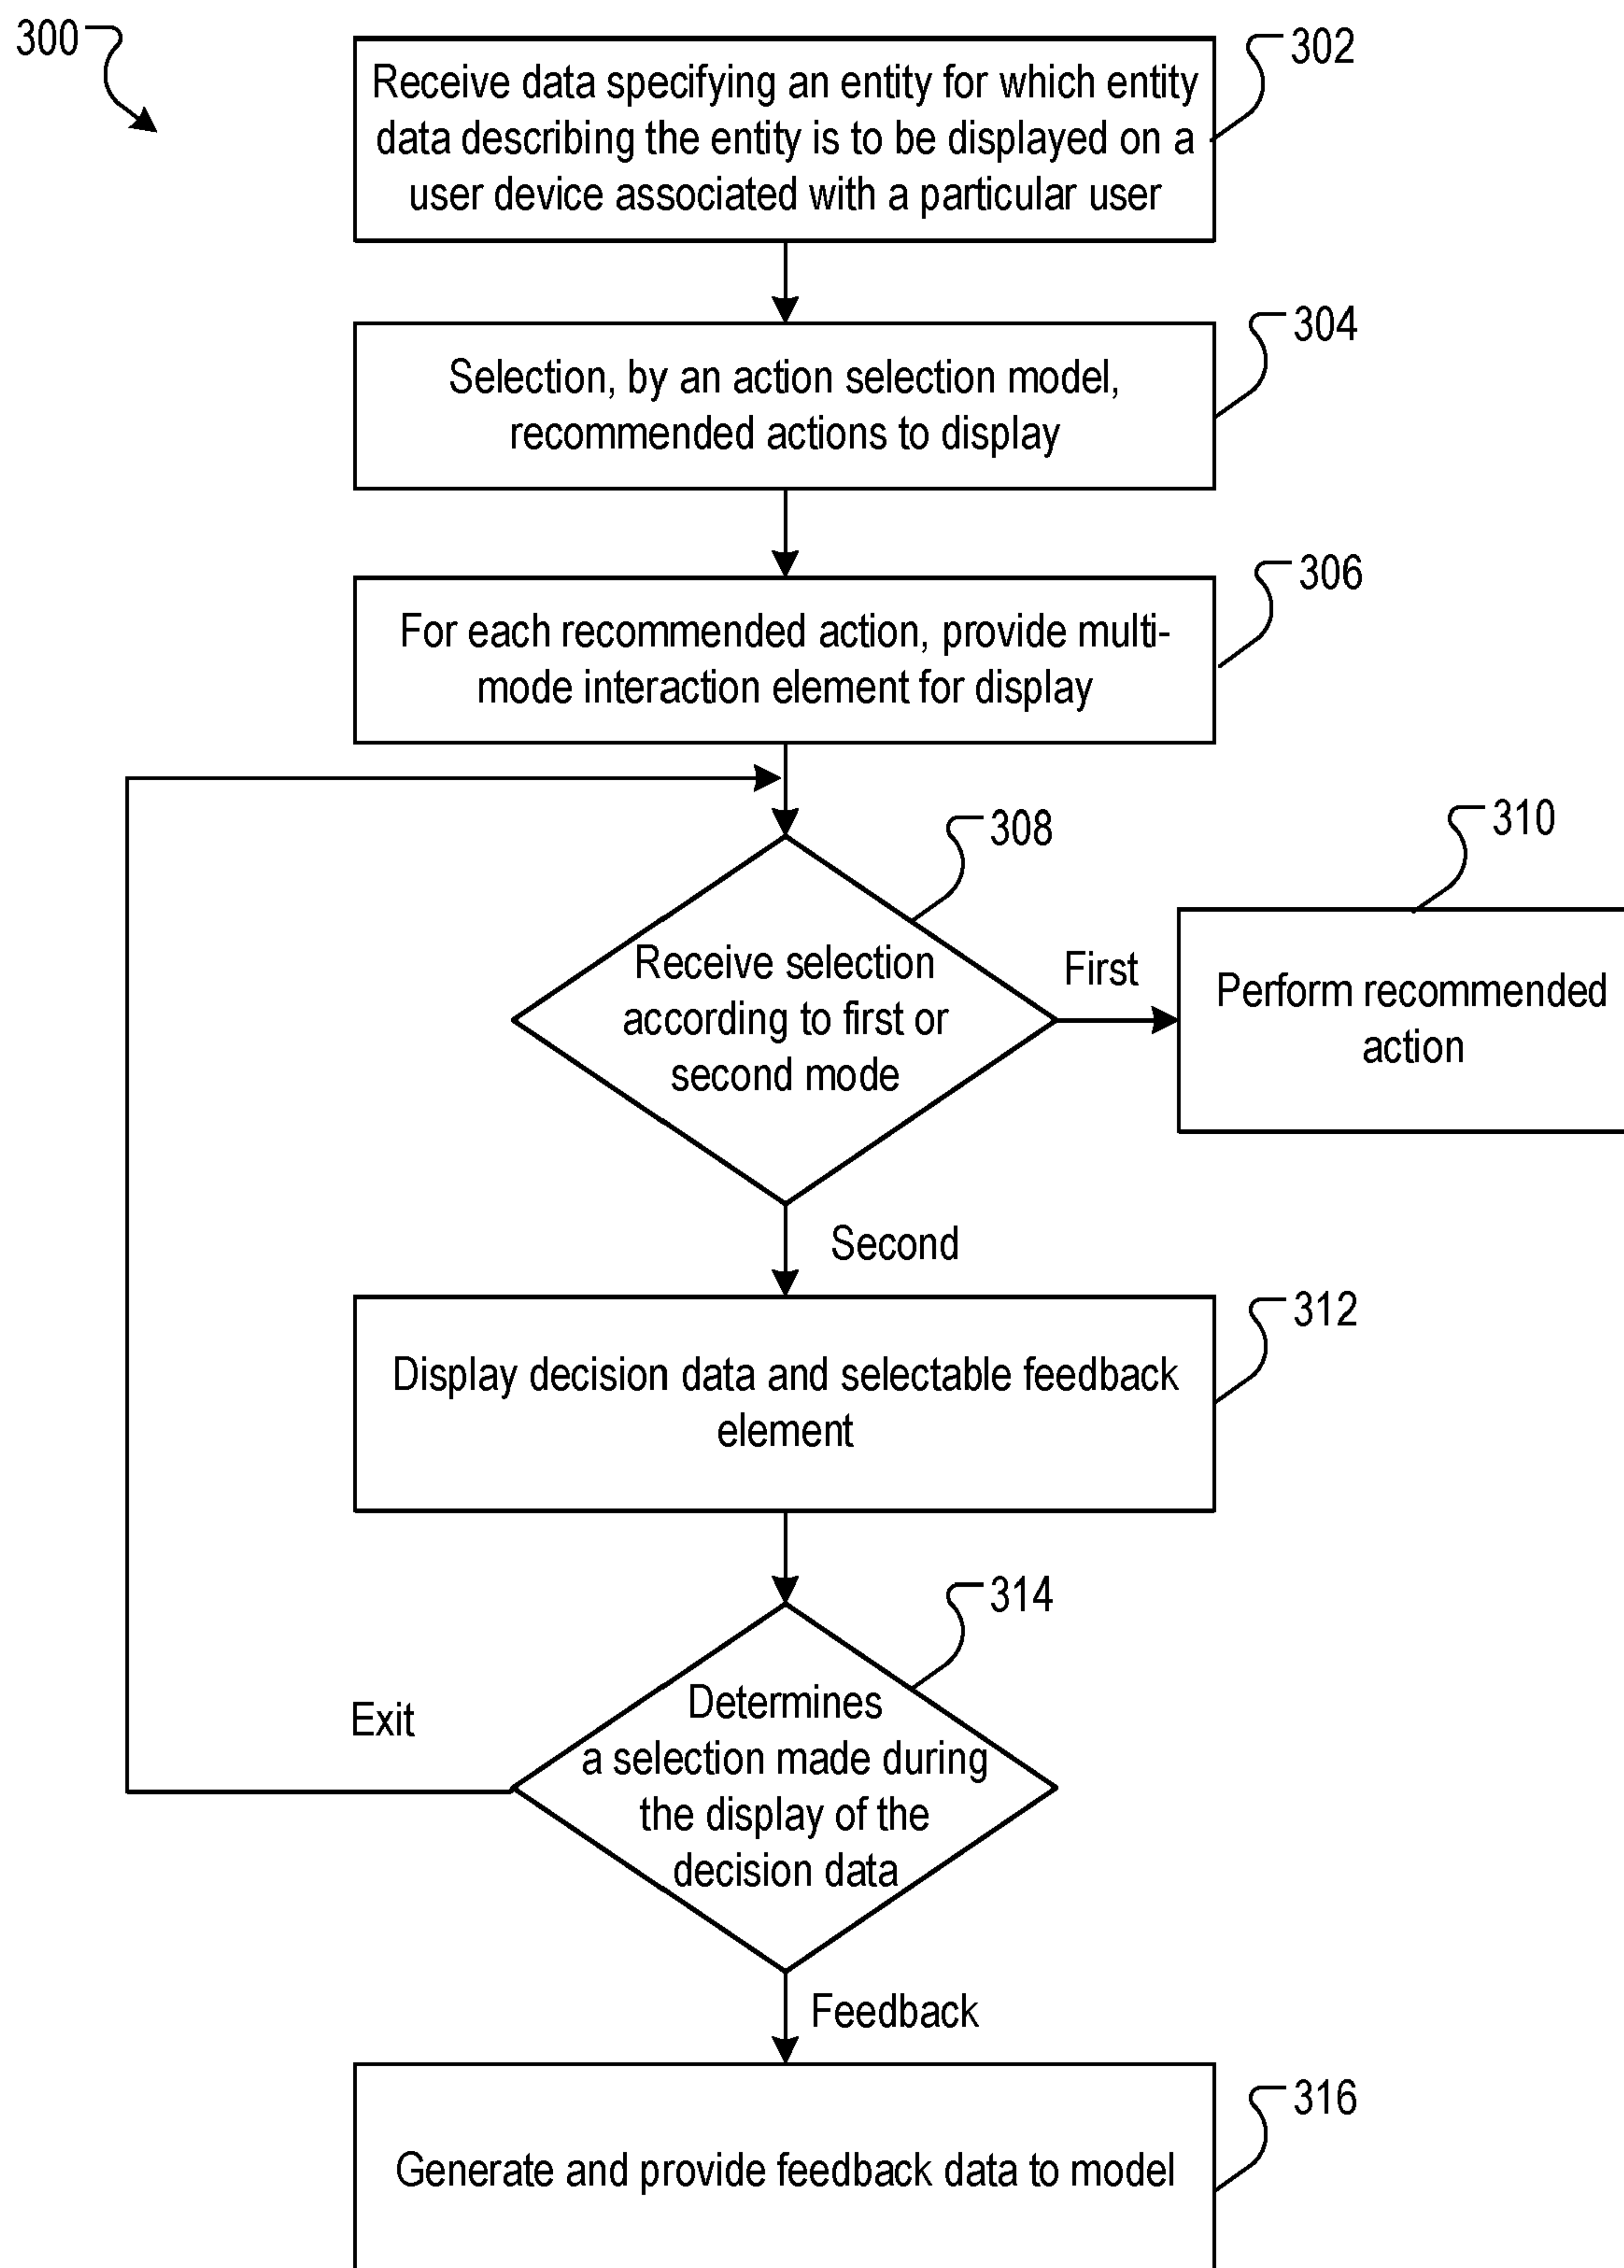 300
302
Receive data specifying an entity for which entity
data describing the entity is to be displayed on a
user device associated with a particular user
304
Selection, by an action selection model,
recommended actions to display
306
For each recommended action, provide multi-
mode interaction element for display
308
310
Receive selection
according to first or
second mode
First
Perform recommended
action
Second
312
Display decision data and selectable feedback
element
314
Determines
a selection made during
the display of the
decision data
Exit
Feedback
316
Generate and provide feedback data to model